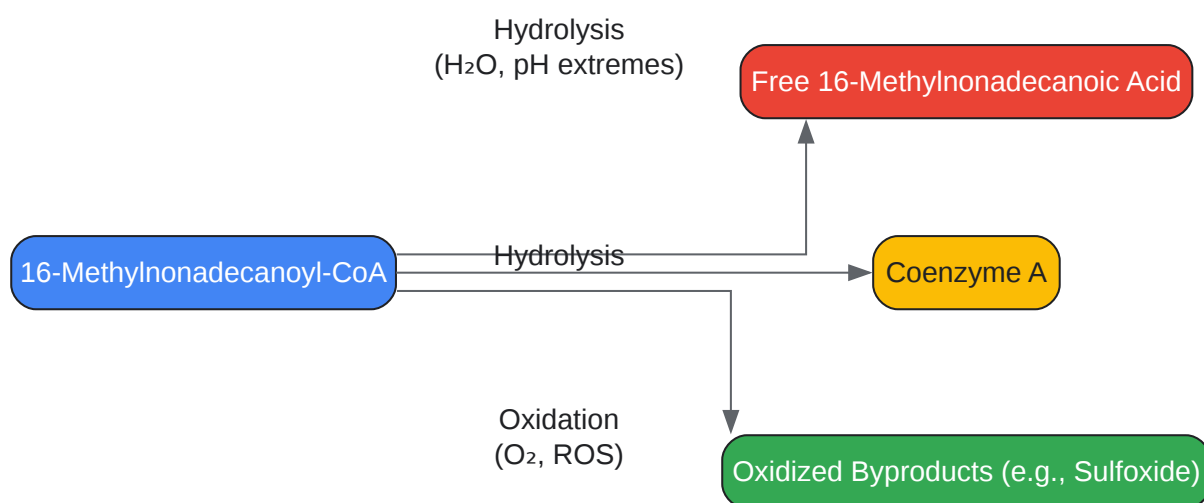 Hydrolysis
(H₂O, pH extremes)
Free 16-Methylnonadecanoic Acid
16-Methylnonadecanoyl-CoA
Hydrolysis
Coenzyme A
Oxidation
(O₂, ROS)
Oxidized Byproducts (e.g., Sulfoxide)